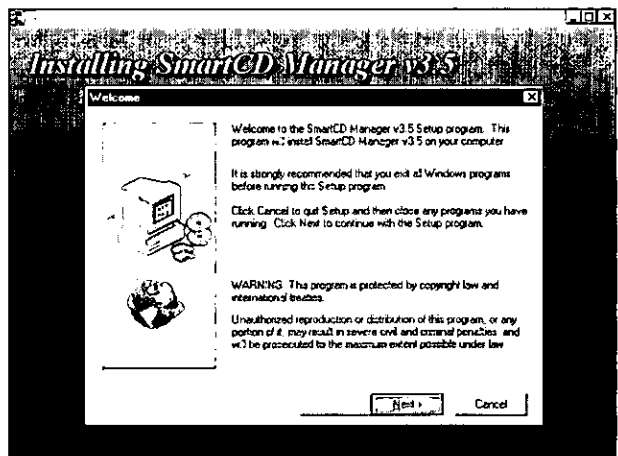 Installing SmartCD Manager v3.5
Welcome
Welcome to the SmartCD Manager v3.5 Setup program. This
program will install SmartCD Manager v3.5 on your computer
It is strongly recommended that you exit all Windows programs
before running this Setup program
Click Cancel to quit Setup and then close any programs you have
running. Click Next to continue with the Setup program.
WARNING. This program is protected by copyright law and
international treaties.
Unauthorized reproduction or distribution of this program, or any
portion of it, may result in severe civil and criminal penalties, and
will be prosecuted to the maximum extent possible under law
Next >
Cancel